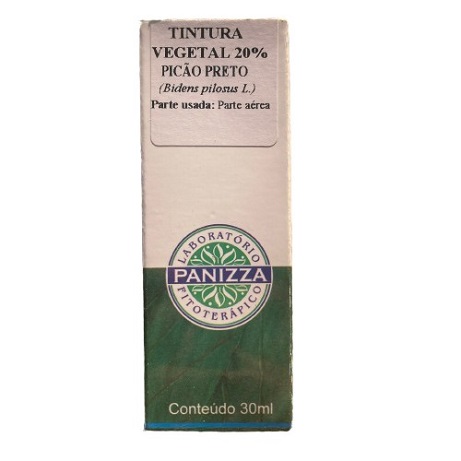 TINTURA
VEGETAL 20%
PICÃO PRETO
(Bidens pilosus L.)
Parte usada: Parte aérea
LABORATÓRIO
PANIZZA
FITOTERÁPICO
Conteúdo 30ml